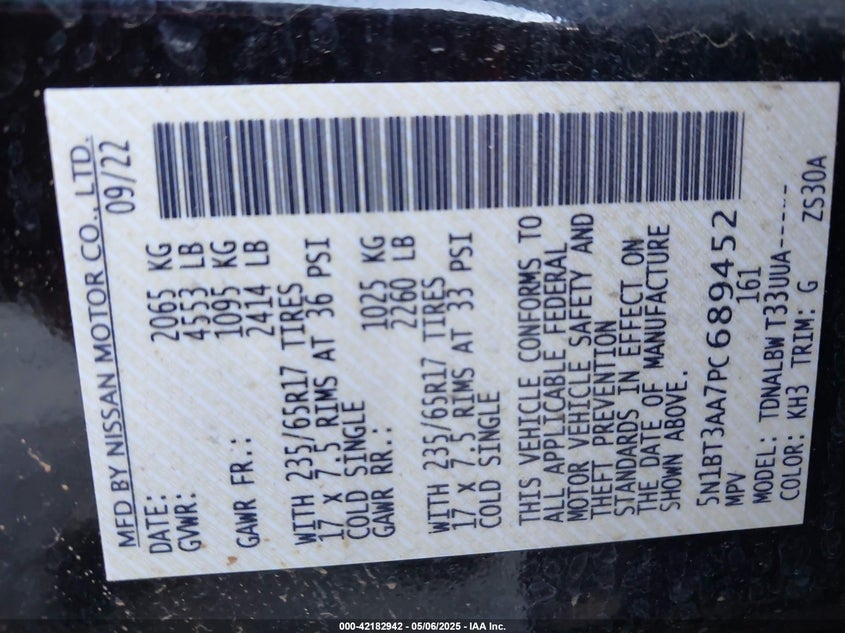 MFD BY NISSAN MOTOR CO., LTD.
DATE: 09/22
GVWR: 2065 KG
4553 LB
GAWR FR.: 1095 KG
2414 LB
WITH 235/65R17 TIRES
17 X 7.5 RIMS AT 36 PSI
COLD SINGLE
GAWR RR.: 1025 KG
2260 LB
WITH 235/65R17 TIRES
17 X 7.5 RIMS AT 33 PSI
COLD SINGLE
THIS VEHICLE CONFORMS TO
ALL APPLICABLE FEDERAL
MOTOR VEHICLE SAFETY AND
THEFT PREVENTION
STANDARDS IN EFFECT ON
THE DATE OF MANUFACTURE
SHOWN ABOVE.
5N1BT3AA7PC689452
MPV 161
MODEL: TDNALBW T33UUA-----
COLOR: KH3 TRIM: G ZS30A
000-42182942 - 05/06/2025 - IAA Inc.